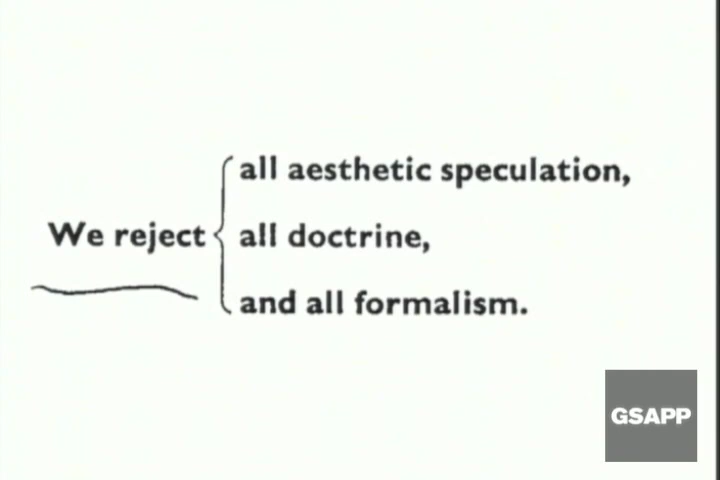 all aesthetic speculation,
We reject all doctrine,
and all formalism.
GSAPP